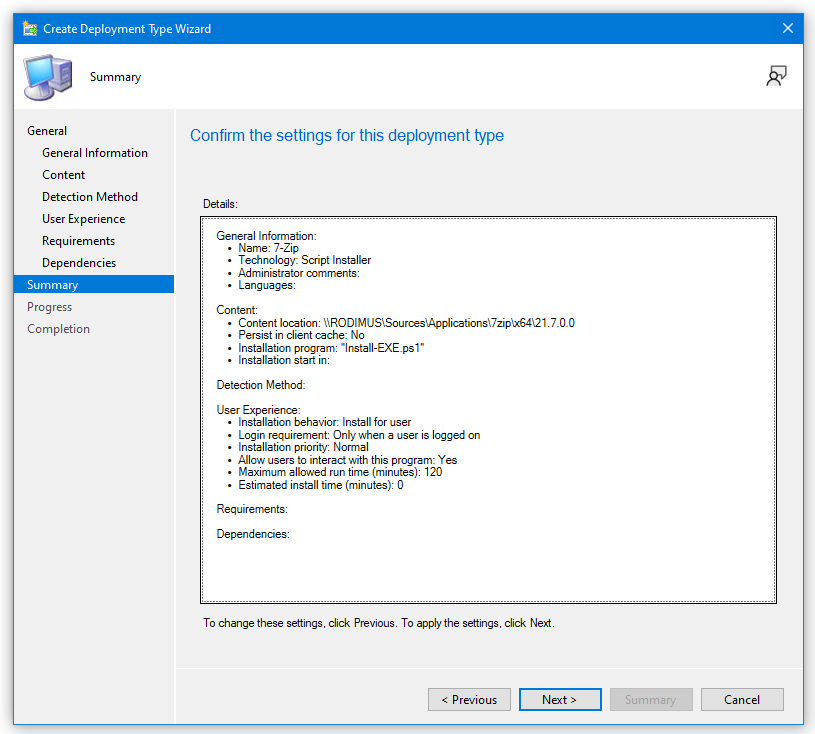 Create Deployment Type Wizard
Summary
General
General Information
Content
Detection Method
User Experience
Requirements
Dependencies
Summary
Progress
Completion
Confirm the settings for this deployment type
Details:
General Information:
• Name: 7-Zip
• Technology: Script Installer
• Administrator comments:
• Languages:
Content:
• Content location: \\RODIMUS\Sources\Applications\7zip\x64\21.7.0.0
• Persist in client cache: No
• Installation program: "Install-EXE.ps1"
• Installation start in:
Detection Method:
User Experience:
• Installation behavior: Install for user
• Login requirement: Only when a user is logged on
• Installation priority: Normal
• Allow users to interact with this program: Yes
• Maximum allowed run time (minutes): 120
• Estimated install time (minutes): 0
Requirements:
Dependencies:
To change these settings, click Previous. To apply the settings, click Next.
< Previous
Next >
Summary
Cancel